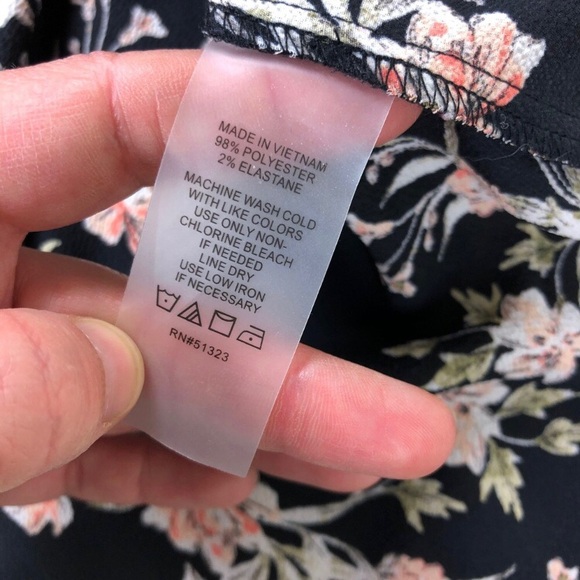 MADE IN VIETNAM
98% POLYESTER
2% ELASTANE
MACHINE WASH COLD
WITH LIKE COLORS
USE ONLY NON-
CHLORINE BLEACH
IF NEEDED
LINE DRY
USE LOW IRON
IF NECESSARY
RN#51323